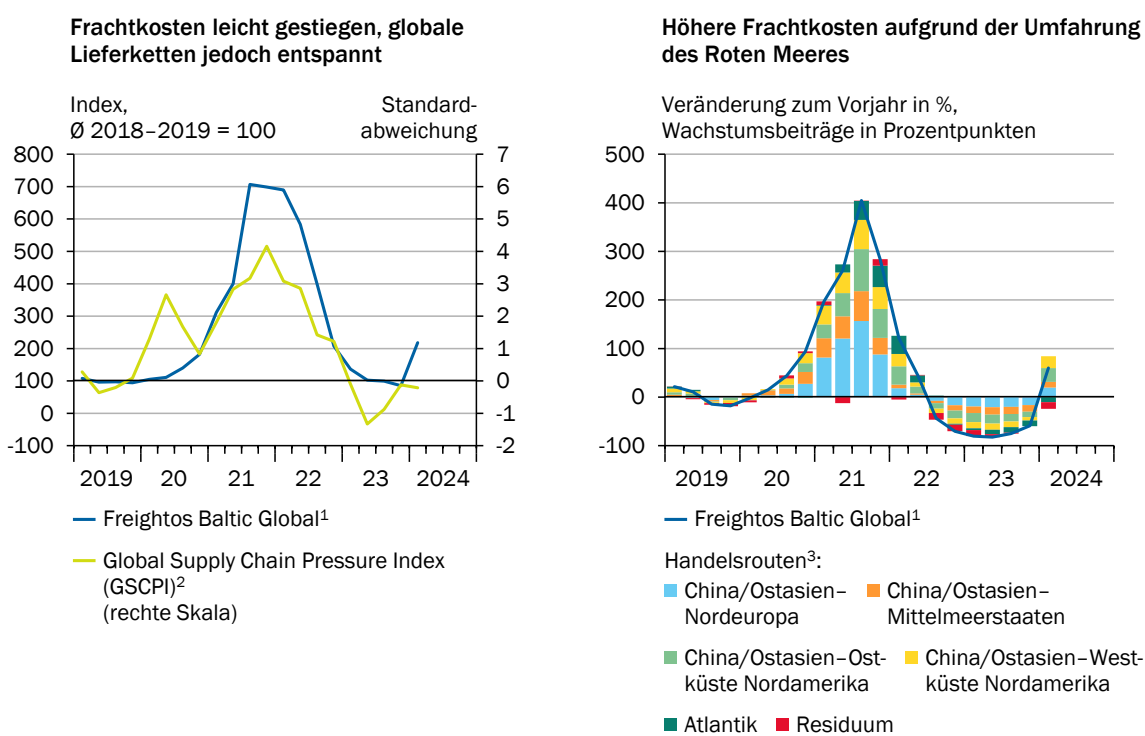 Frachtkosten leicht gestiegen, globale
Lieferketten jedoch entspannt
Index,
Ø 2018–2019 = 100
Standard-
abweichung
800
700
600
500
400
300
200
100
0
-100
7
6
5
4
3
2
1
0
-1
-2
2019 20 21 22 23 2024
Freightos Baltic Global¹
Global Supply Chain Pressure Index
(GSCPI)²
(rechte Skala)
Höhere Frachtkosten aufgrund der Umfahrung
des Roten Meeres
Veränderung zum Vorjahr in %,
Wachstumsbeiträge in Prozentpunkten
500
400
300
200
100
0
-100
2019 20 21 22 23 2024
Freightos Baltic Global¹
Handelsrouten³:
China/Ostasien–
Nordeuropa
China/Ostasien–
Mittelmeerstaaten
China/Ostasien–Ost-
küste Nordamerika
China/Ostasien–West-
küste Nordamerika
Atlantik
Residuum